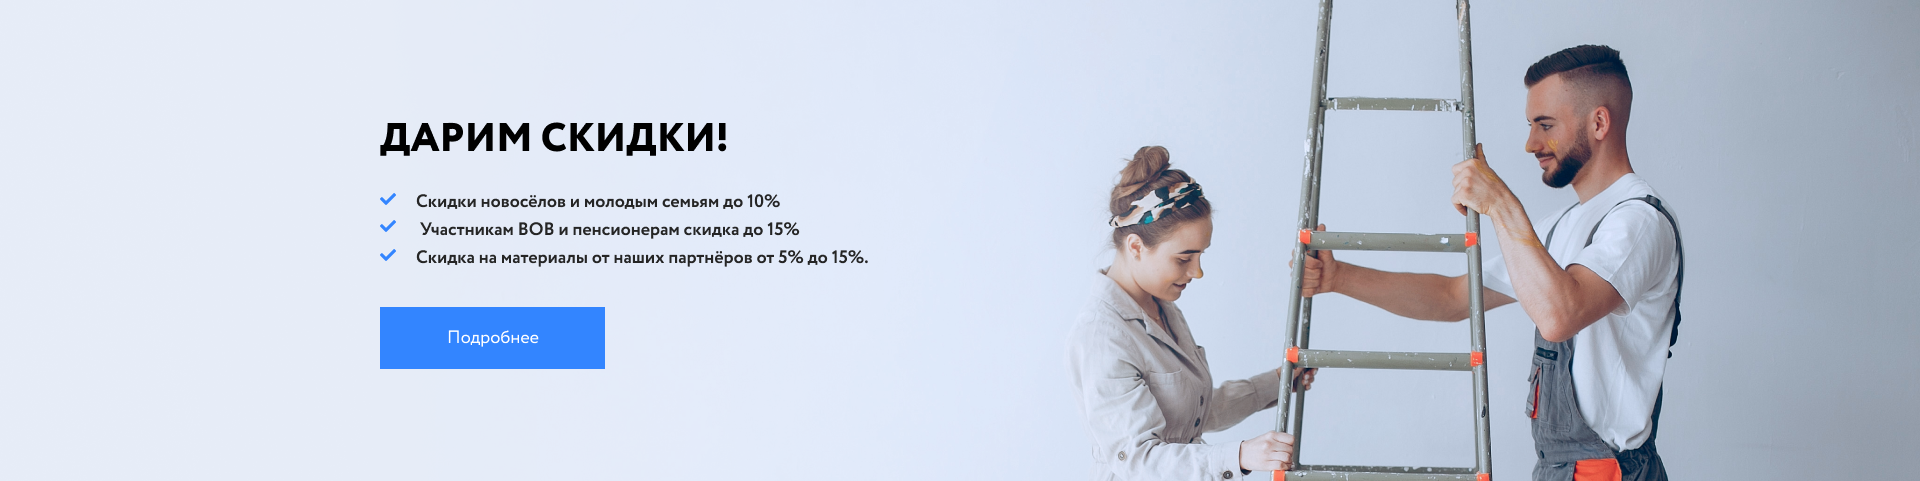 ДАРИМ СКИДКИ!
Скидки новосёлов и молодым семьям до 10%
Участникам ВОВ и пенсионерам скидка до 15%
Скидка на материалы от наших партнёров от 5% до 15%.
Подробнее